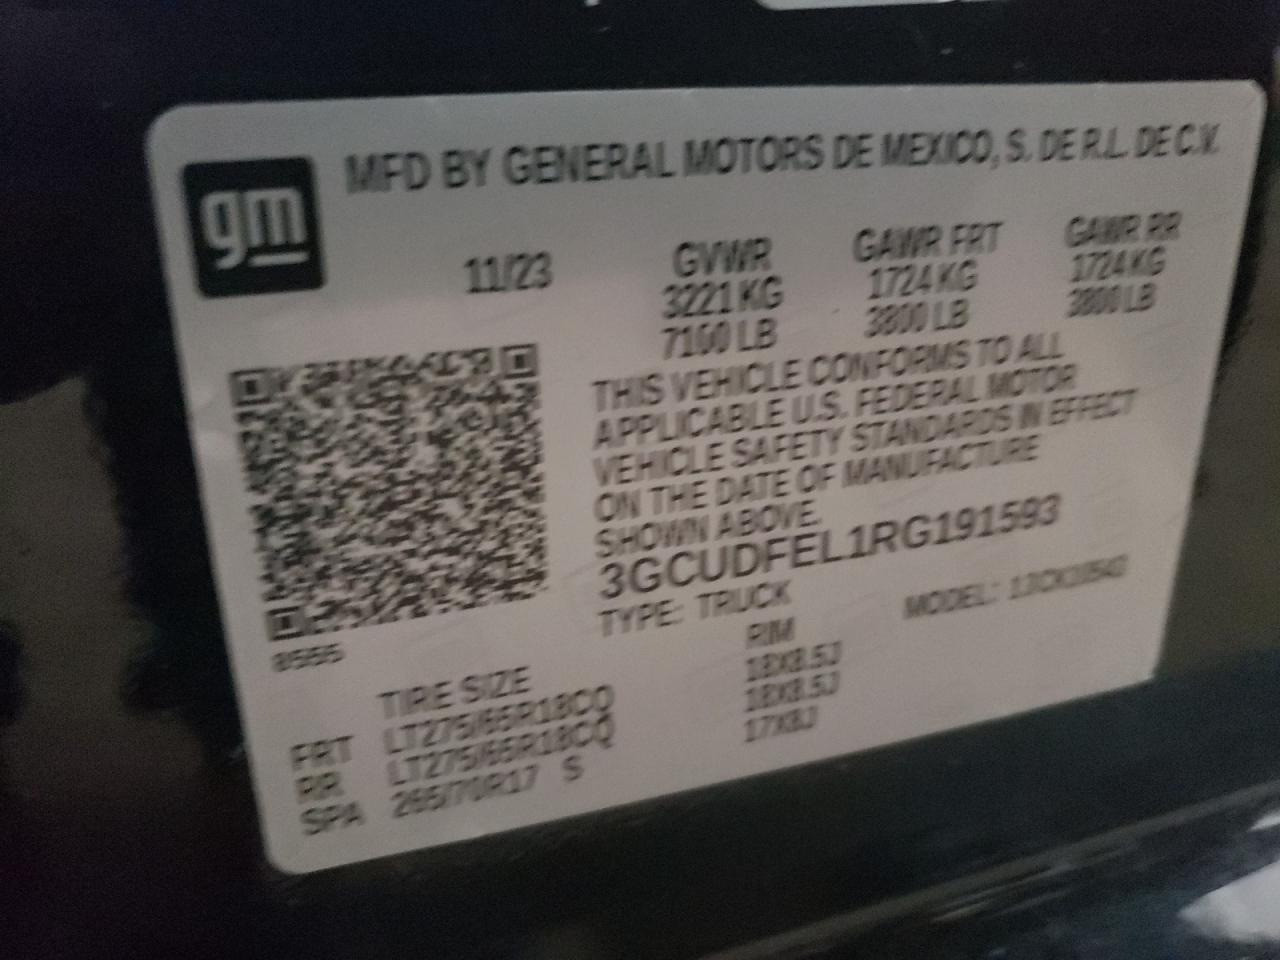 gm
MFD BY GENERAL MOTORS DE MEXICO, S. DE R.L. DE C.V.
11/23 GVWR GAWR FRT GAWR RR
3221 KG 1724 KG 1724 KG
7100 LB 3800 LB 3800 LB
THIS VEHICLE CONFORMS TO ALL
APPLICABLE U.S. FEDERAL MOTOR
VEHICLE SAFETY STANDARDS IN EFFECT
ON THE DATE OF MANUFACTURE
SHOWN ABOVE.
3GCUDFEL1RG191593
TYPE: TRUCK MODEL:
TIRE SIZE RIM
FRT LT275/65R18CQ 18X8.5J
RR LT275/65R18CQ 18X8.5J
SPA 265/70R17 S 17X8J